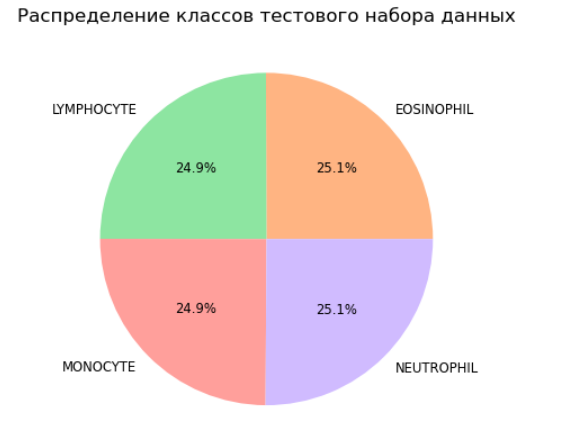 Распределение классов тестового набора данных
LYMPHOCYTE
EOSINOPHIL
24.9%
25.1%
24.9%
25.1%
MONOCYTE
NEUTROPHIL